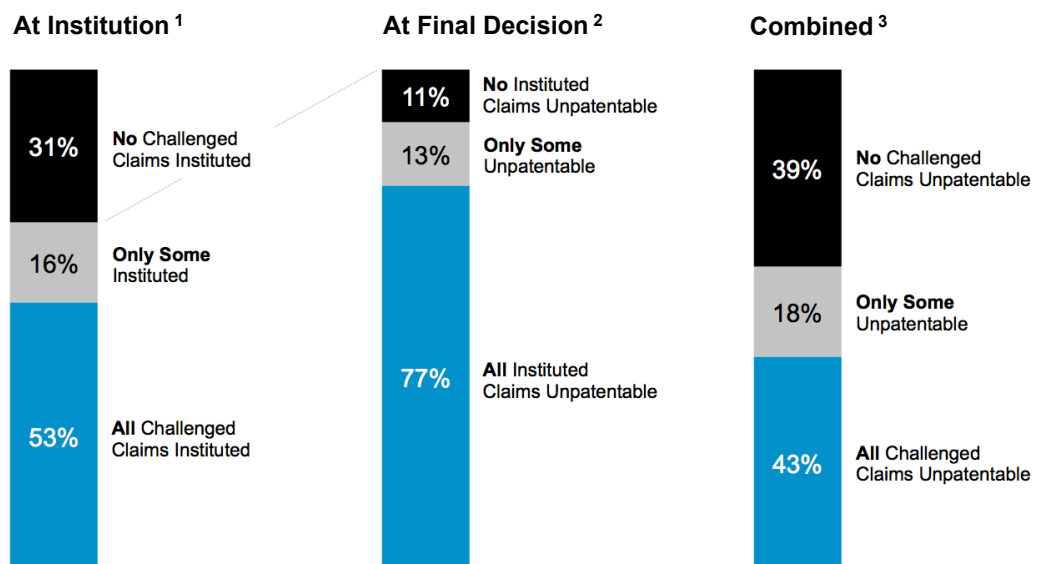 At Institution 1
31%
No Challenged
Claims Instituted
16%
Only Some
Instituted
53%
All Challenged
Claims Instituted
At Final Decision 2
11%
No Instituted
Claims Unpatentable
13%
Only Some
Unpatentable
77%
All Instituted
Claims Unpatentable
Combined 3
39%
No Challenged
Claims Unpatentable
18%
Only Some
Unpatentable
43%
All Challenged
Claims Unpatentable